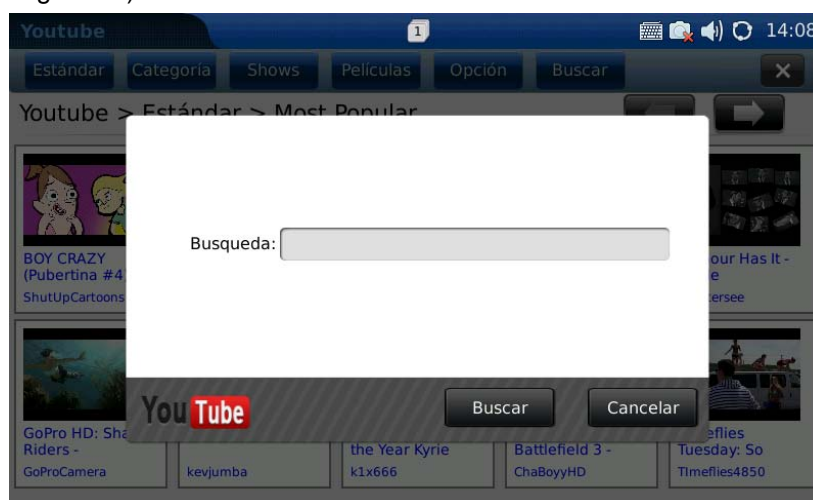 Youtube
1
14:08
Estándar Categoría Shows Películas Opción Buscar
Youtube > Estándar > Most Popular
BOY CRAZY
(Pubertina #4
ShutUpCartoons
our Has It -
e
ersee
Busqueda:
YouTube
Buscar
Cancelar
GoPro HD: Sha
Riders -
GoProCamera
kevjumba
the Year Kyrie
k1x666
Battlefield 3 -
ChaBoyyHD
eflies
Tuesday: So
TImeflies4850